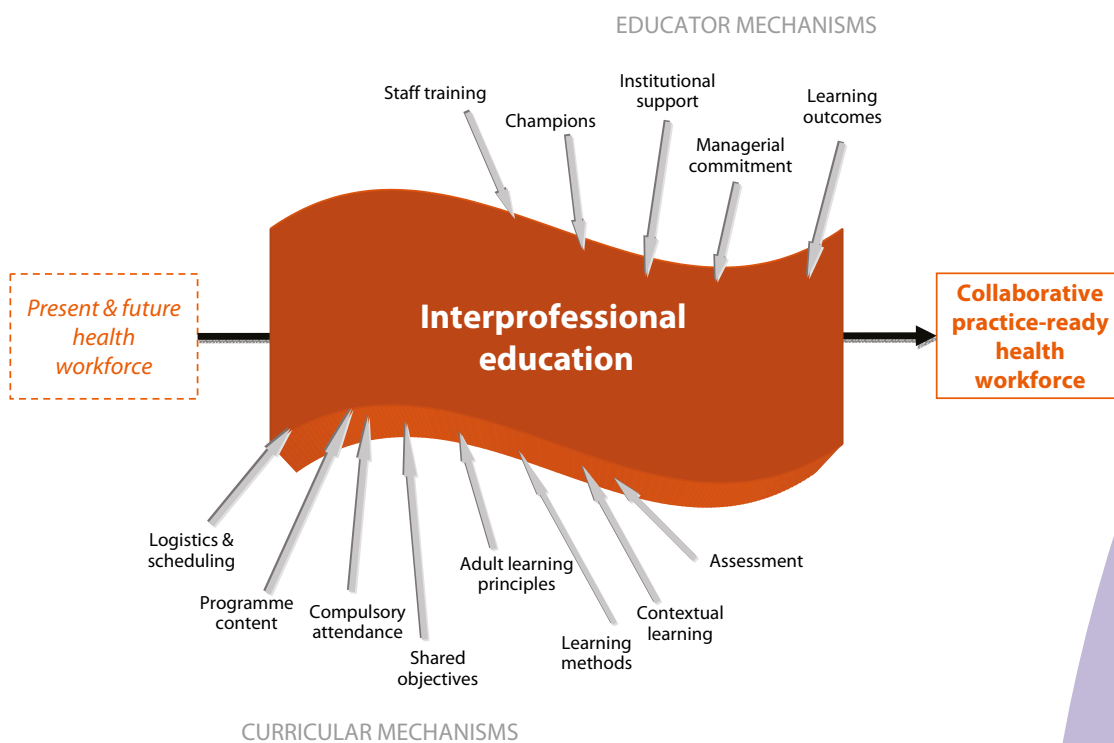 EDUCATOR MECHANISMS
Staff training
Champions
Institutional
support
Managerial
commitment
Learning
outcomes
Present & future
health
workforce
Interprofessional
education
Collaborative
practice-ready
health
workforce
Logistics &
scheduling
Programme
content
Compulsory
attendance
Shared
objectives
Adult learning
principles
Learning
methods
Contextual
learning
Assessment
CURRICULAR MECHANISMS